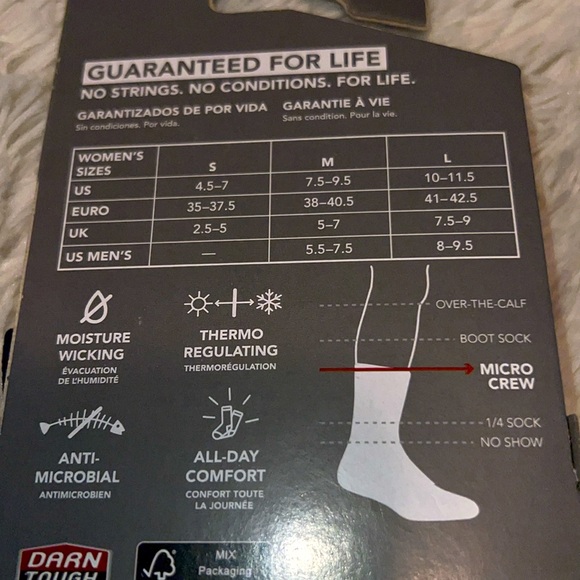 GUARANTEED FOR LIFE
NO STRINGS. NO CONDITIONS. FOR LIFE.
GARANTIZADOS DE POR VIDA
Sin condiciones. Por vida.
GARANTIE À VIE
Sans condition. Pour la vie.
WOMEN'S SIZES S M L
US 4.5–7 7.5–9.5 10–11.5
EURO 35–37.5 38–40.5 41–42.5
UK 2.5–5 5–7 7.5–9
US MEN'S — 5.5–7.5 8–9.5
MOISTURE
WICKING
ÉVACUATION
DE L'HUMIDITÉ
THERMO
REGULATING
THERMORÉGULATION
OVER-THE-CALF
BOOT SOCK
MICRO
CREW
1/4 SOCK
NO SHOW
ANTI-
MICROBIAL
ANTIMICROBIEN
ALL-DAY
COMFORT
CONFORT TOUTE
LA JOURNÉE
DARN
TOUGH
MIX
Packaging